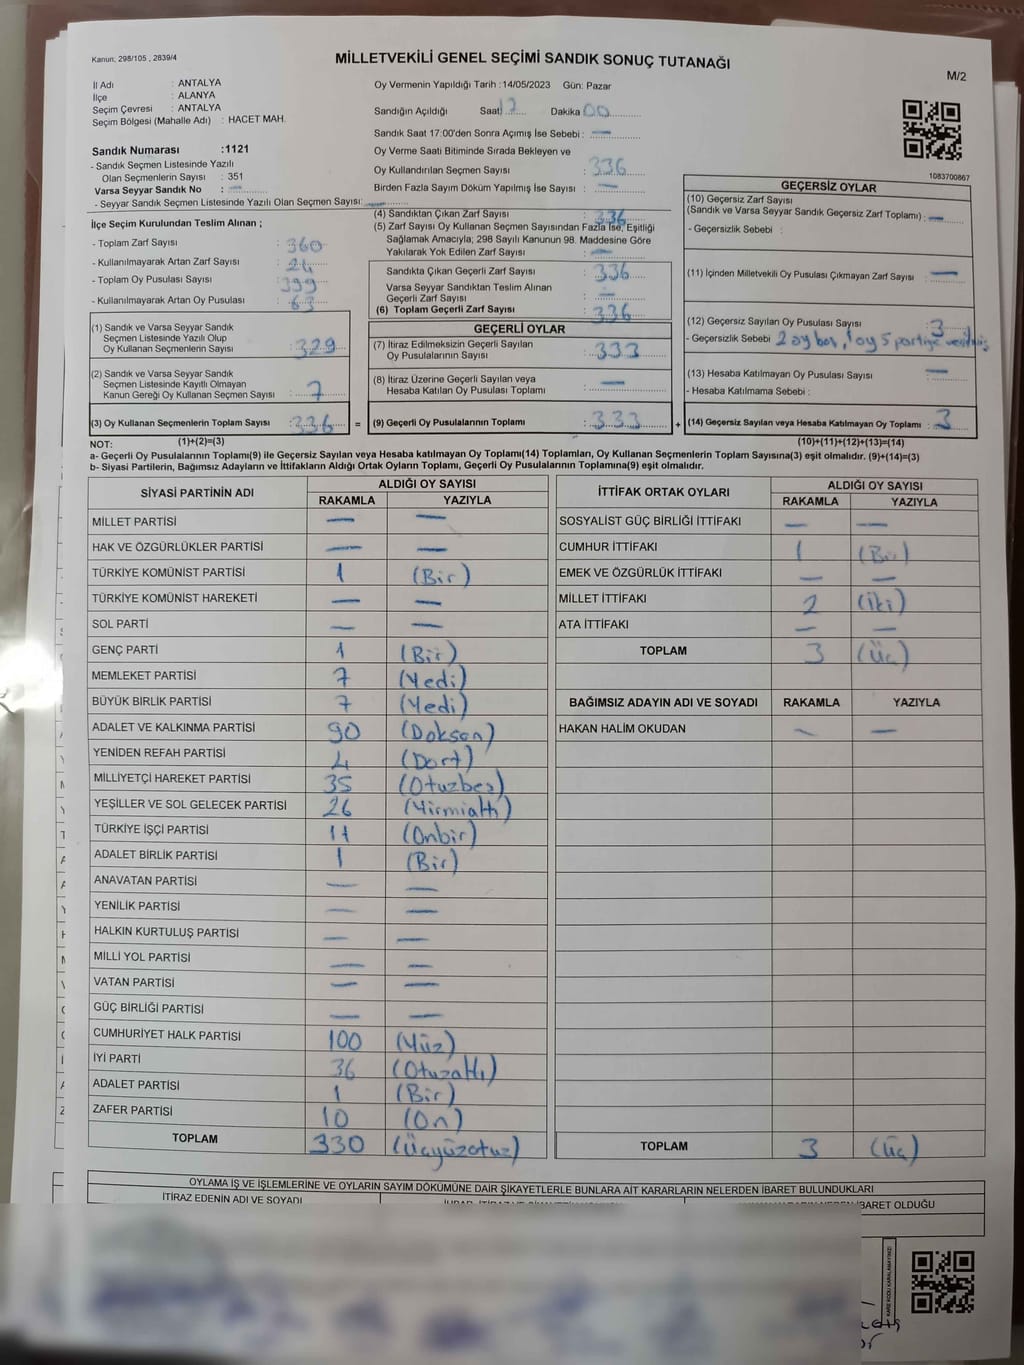 Kanun; 298/105 , 2839/4
MİLLETVEKİLİ GENEL SEÇİMİ SANDIK SONUÇ TUTANAĞI
M/2
İl Adı : ANTALYA
İlçe : ALANYA
Seçim Çevresi : ANTALYA
Seçim Bölgesi (Mahalle Adı) : HACET MAH.
Oy Vermenin Yapıldığı Tarih :14/05/2023 Gün: Pazar
Sandığın Açıldığı Saat: 17 Dakika 00
Sandık Saat 17:00'den Sonra Açımış İse Sebebi : —
Sandık Numarası :1121
- Sandık Seçmen Listesinde Yazılı
Olan Seçmenlerin Sayısı : 351
Varsa Seyyar Sandık No : —
- Seyyar Sandık Seçmen Listesinde Yazılı Olan Seçmen Sayısı: —
Oy Verme Saati Bitiminde Sırada Bekleyen ve
Oy Kullandırılan Seçmen Sayısı : 336
Birden Fazla Sayım Döküm Yapılmış İse Sayısı : —
1083700867
İlçe Seçim Kurulundan Teslim Alınan ;
- Toplam Zarf Sayısı : 360
- Kullanılmayarak Artan Zarf Sayısı : 24
- Toplam Oy Pusulası Sayısı : 399
- Kullanılmayarak Artan Oy Pusulası : 63
(4) Sandıktan Çıkan Zarf Sayısı : 336
(5) Zarf Sayısı Oy Kullanan Seçmen Sayısından Fazla İse, Eşitliği
Sağlamak Amacıyla; 298 Sayılı Kanunun 98. Maddesine Göre
Yakılarak Yok Edilen Zarf Sayısı : —
Sandıkta Çıkan Geçerli Zarf Sayısı : 336
Varsa Seyyar Sandıktan Teslim Alınan
Geçerli Zarf Sayısı : —
(6) Toplam Geçerli Zarf Sayısı : 336
GEÇERSİZ OYLAR
(10) Geçersiz Zarf Sayısı
(Sandık ve Varsa Seyyar Sandık Geçersiz Zarf Toplamı) : —
- Geçersizlik Sebebi :
(11) İçinden Milletvekili Oy Pusulası Çıkmayan Zarf Sayısı : —
(12) Geçersiz Sayılan Oy Pusulası Sayısı : 3
- Geçersizlik Sebebi 2 oy boş, 1 oy 5 partiye verilmiş
(13) Hesaba Katılmayan Oy Pusulası Sayısı : —
- Hesaba Katılmama Sebebi :
(14) Geçersiz Sayılan veya Hesaba Katılmayan Oy Toplamı : 3
(1) Sandık ve Varsa Seyyar Sandık
Seçmen Listesinde Yazılı Olup
Oy Kullanan Seçmenlerin Sayısı : 329
(2) Sandık ve Varsa Seyyar Sandık
Seçmen Listesinde Kayıtlı Olmayan
Kanun Gereği Oy Kullanan Seçmen Sayısı : 7
(3) Oy Kullanan Seçmenlerin Toplam Sayısı : 336 =
GEÇERLİ OYLAR
(7) İtiraz Edilmeksizin Geçerli Sayılan
Oy Pusulalarının Sayısı : 333
(8) İtiraz Üzerine Geçerli Sayılan veya
Hesaba Katılan Oy Pusulası Toplamı : —
(9) Geçerli Oy Pusulalarının Toplamı : 333 +
NOT: (1)+(2)=(3) (10)+(11)+(12)+(13)=(14)
a- Geçerli Oy Pusulalarının Toplamı(9) ile Geçersiz Sayılan veya Hesaba katılmayan Oy Toplamı(14) Toplamları, Oy Kullanan Seçmenlerin Toplam Sayısına(3) eşit olmalıdır. (9)+(14)=(3)
b- Siyasi Partilerin, Bağımsız Adayların ve İttifakların Aldığı Ortak Oyların Toplamı, Geçerli Oy Pusulalarının Toplamına(9) eşit olmalıdır.
SİYASİ PARTİNİN ADI ALDIĞI OY SAYISI
RAKAMLA YAZIYLA
MİLLET PARTİSİ — —
HAK VE ÖZGÜRLÜKLER PARTİSİ — —
TÜRKİYE KOMÜNİST PARTİSİ 1 (Bir)
TÜRKİYE KOMÜNİST HAREKETİ — —
SOL PARTİ — —
GENÇ PARTİ 1 (Bir)
MEMLEKET PARTİSİ 7 (Yedi)
BÜYÜK BİRLİK PARTİSİ 7 (Yedi)
ADALET VE KALKINMA PARTİSİ 90 (Doksan)
YENİDEN REFAH PARTİSİ 4 (Dört)
MİLLİYETÇİ HAREKET PARTİSİ 35 (Otuzbeş)
YEŞİLLER VE SOL GELECEK PARTİSİ 26 (Yirmialtı)
TÜRKİYE İŞÇİ PARTİSİ 11 (Onbir)
ADALET BİRLİK PARTİSİ 1 (Bir)
ANAVATAN PARTİSİ — —
YENİLİK PARTİSİ — —
HALKIN KURTULUŞ PARTİSİ — —
MİLLİ YOL PARTİSİ — —
VATAN PARTİSİ — —
GÜÇ BİRLİĞİ PARTİSİ — —
CUMHURİYET HALK PARTİSİ 100 (Yüz)
İYİ PARTİ 36 (Otuzaltı)
ADALET PARTİSİ 1 (Bir)
ZAFER PARTİSİ 10 (On)
TOPLAM 330 (Üçyüzotuz)
İTTİFAK ORTAK OYLARI ALDIĞI OY SAYISI
RAKAMLA YAZIYLA
SOSYALİST GÜÇ BİRLİĞİ İTTİFAKI — —
CUMHUR İTTİFAKI 1 (Bir)
EMEK VE ÖZGÜRLÜK İTTİFAKI — —
MİLLET İTTİFAKI 2 (İki)
ATA İTTİFAKI — —
TOPLAM 3 (Üç)
BAĞIMSIZ ADAYIN ADI VE SOYADI RAKAMLA YAZIYLA
HAKAN HALİM OKUDAN — —
TOPLAM 3 (Üç)
OYLAMA İŞ VE İŞLEMLERİNE VE OYLARIN SAYIM DÖKÜMÜNE DAİR ŞİKAYETLERLE BUNLARA AİT KARARLARIN NELERDEN İBARET BULUNDUKLARI
İTİRAZ EDENİN ADI VE SOYADI
İBARET OLDUĞU
KARE KODU KARALAMAYINIZ!